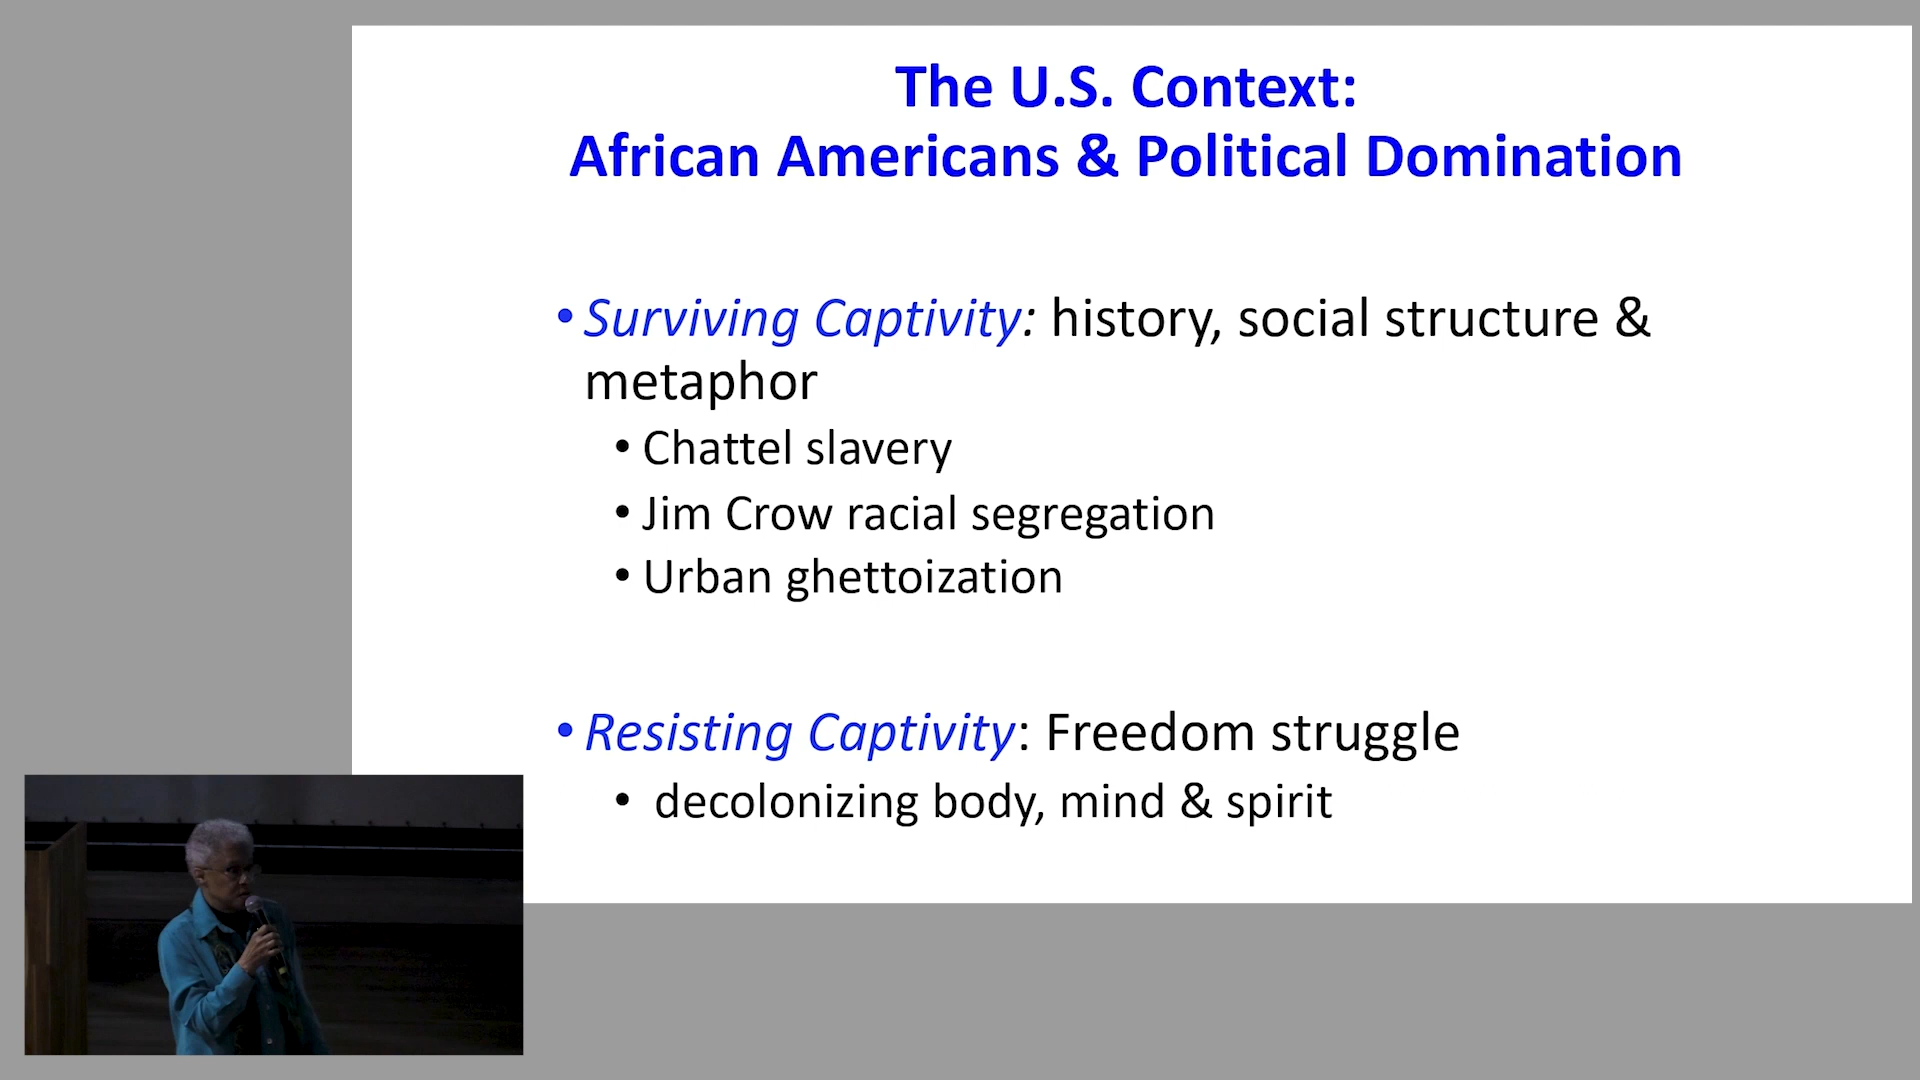 The U.S. Context:
African Americans & Political Domination
• Surviving Captivity: history, social structure &
metaphor
• Chattel slavery
• Jim Crow racial segregation
• Urban ghettoization
• Resisting Captivity: Freedom struggle
• decolonizing body, mind & spirit